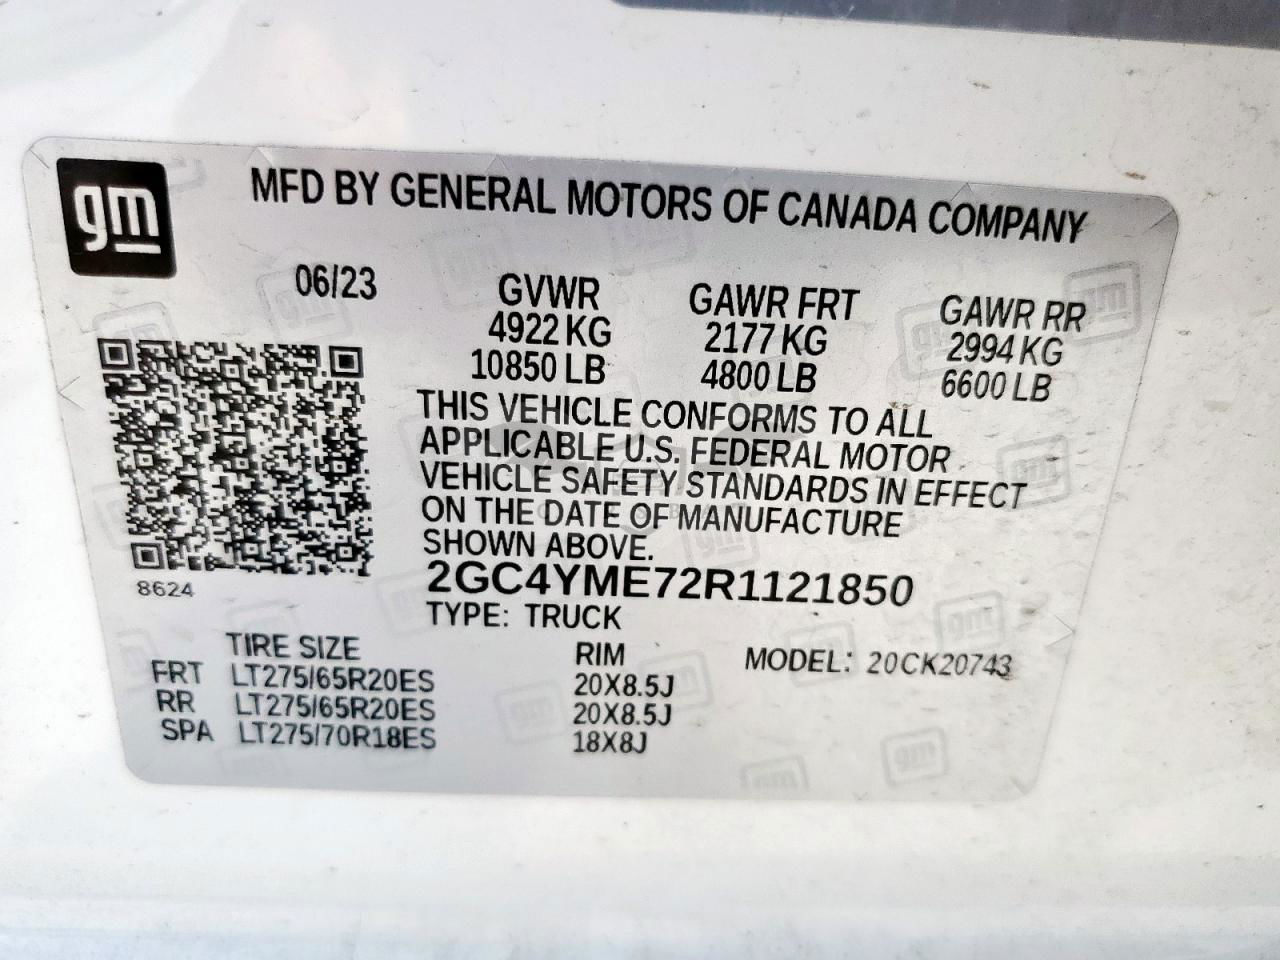 gm
MFD BY GENERAL MOTORS OF CANADA COMPANY
06/23
GVWR
4922 KG
10850 LB
GAWR FRT
2177 KG
4800 LB
GAWR RR
2994 KG
6600 LB
THIS VEHICLE CONFORMS TO ALL
APPLICABLE U.S. FEDERAL MOTOR
VEHICLE SAFETY STANDARDS IN EFFECT
ON THE DATE OF MANUFACTURE
SHOWN ABOVE.
2GC4YME72R1121850
8624
TYPE: TRUCK
TIRE SIZE RIM MODEL: 20CK20743
FRT LT275/65R20ES 20X8.5J
RR LT275/65R20ES 20X8.5J
SPA LT275/70R18ES 18X8J